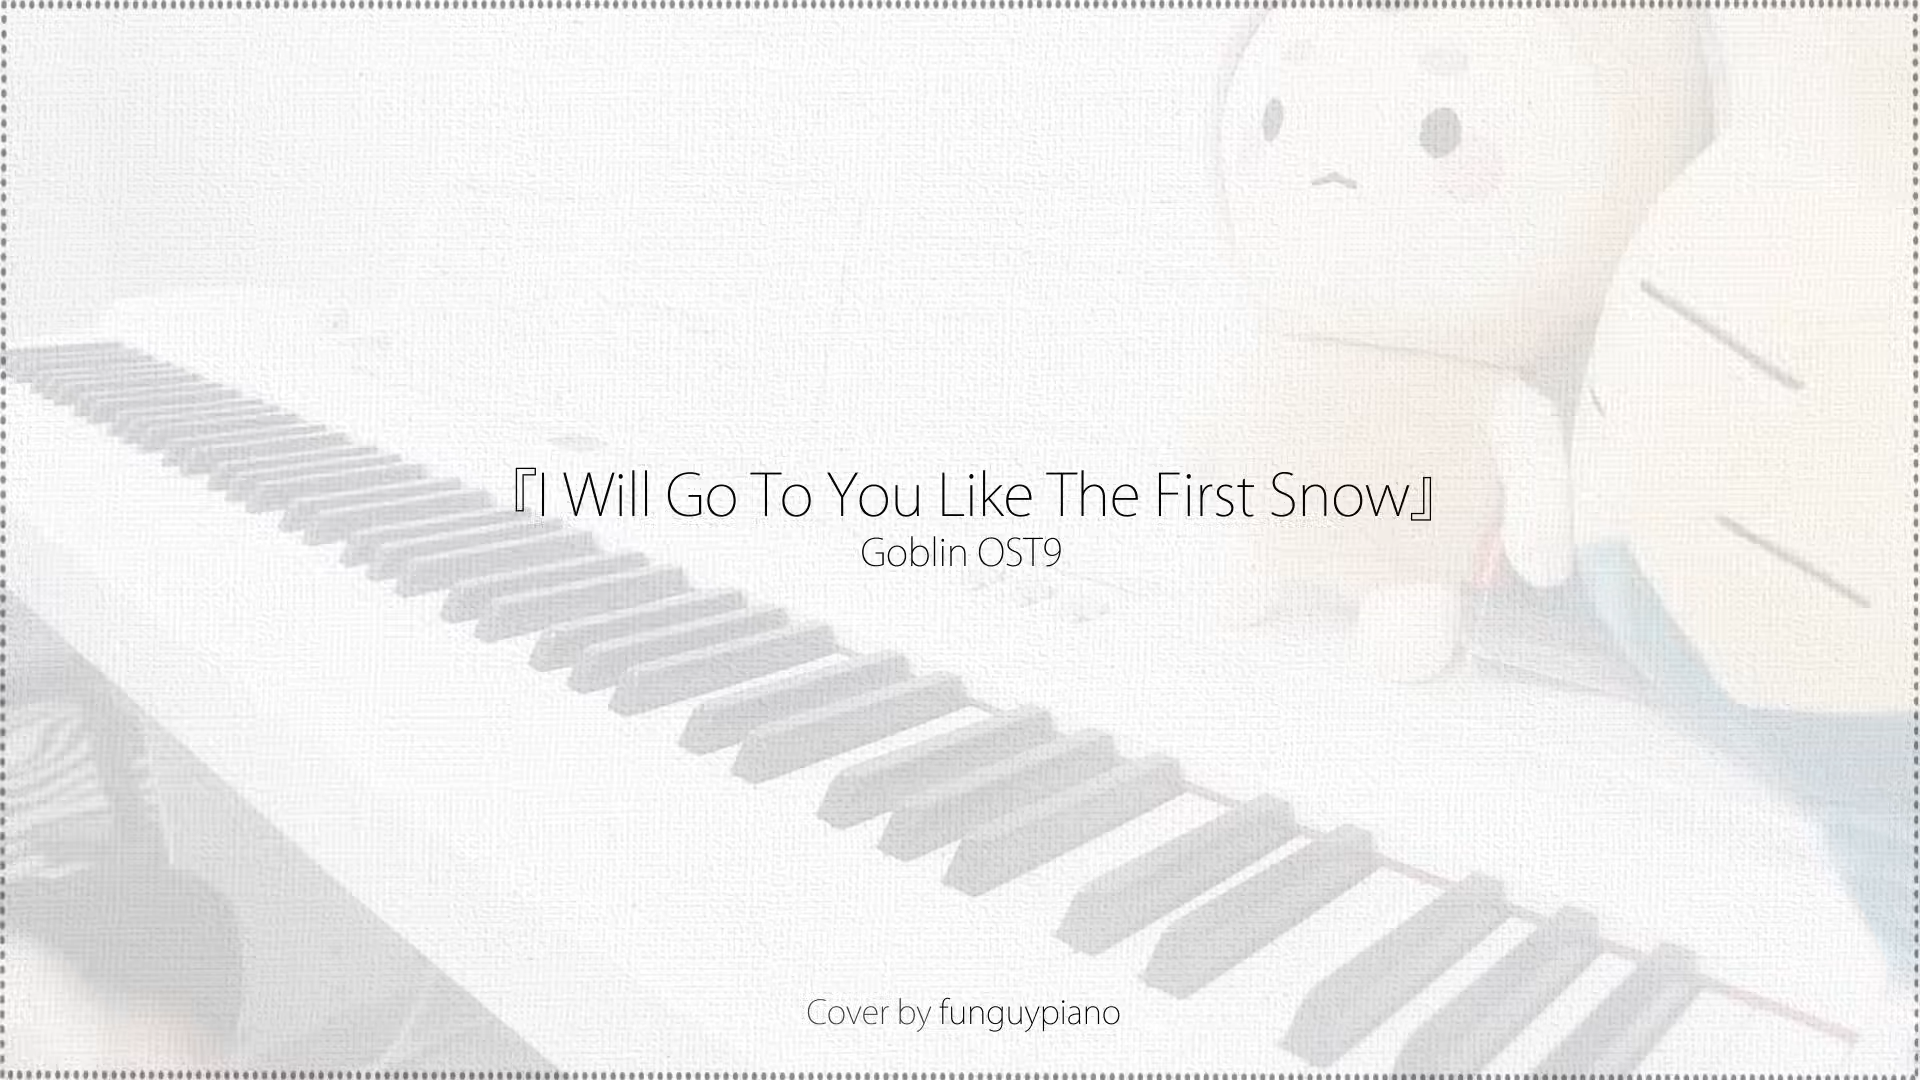 『I Will Go To You Like The First Snow』
Goblin OST9
Cover by funguypiano